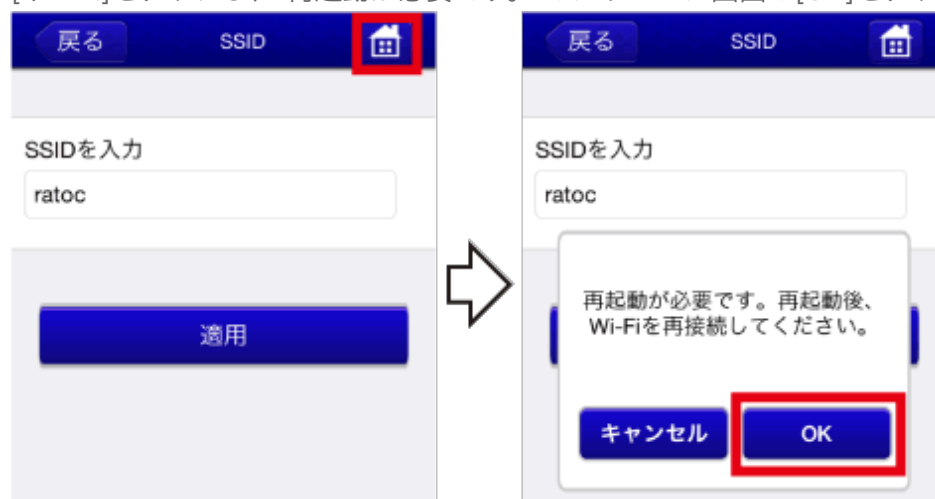 戻る
SSID
SSIDを入力
ratoc
適用
戻る
SSID
SSIDを入力
ratoc
再起動が必要です。再起動後、
Wi-Fiを再接続してください。
キャンセル
OK